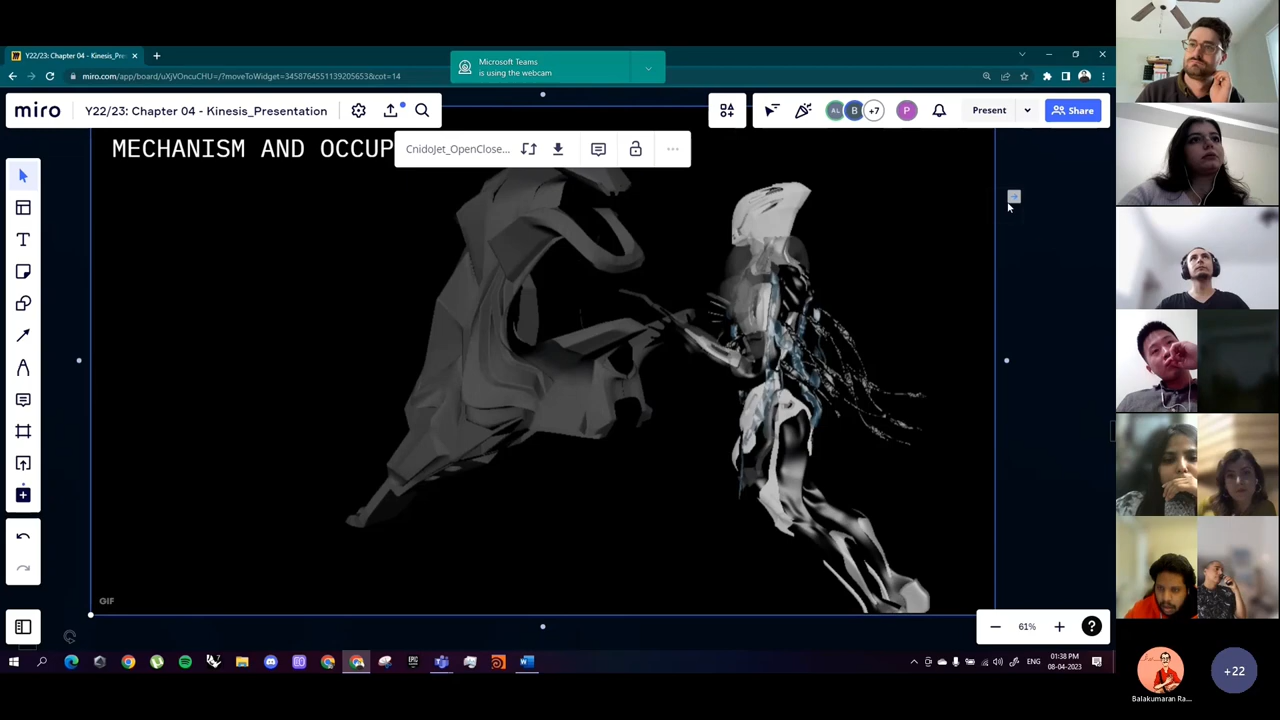 Y22/23: Chapter 04 - Kinesis_Pre
Microsoft Teams
is using the webcam
miro.com/app/board/uXjVOncuCHU=/?moveToWidget=3458764551139205653&cot=14
miro
Y22/23: Chapter 04 - Kinesis_Presentation
AL
B
+7
P
Present
Share
MECHANISM AND OCCUP
CnidoJet_OpenClose...
GIF
61%
ENG
01:38 PM
08-04-2023
Balakumaran Ra...
+22